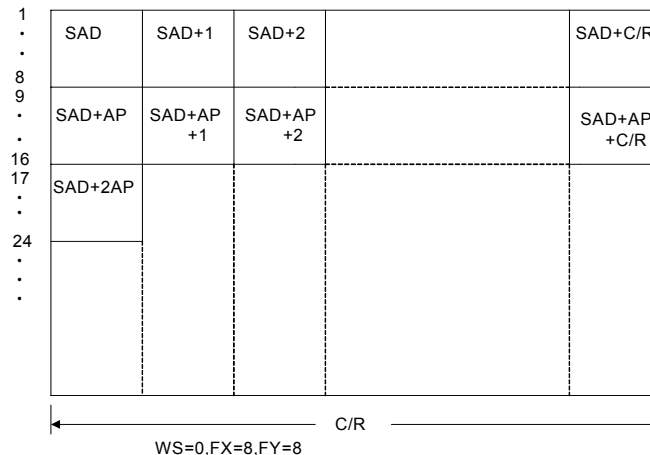 1
·
·
8
9
·
·
16
17
·
·
24
·
·
·
SAD SAD+1 SAD+2 SAD+C/R
SAD+AP SAD+AP SAD+AP SAD+AP
+1 +2 +C/R
SAD+2AP
C/R
WS=0,FX=8,FY=8